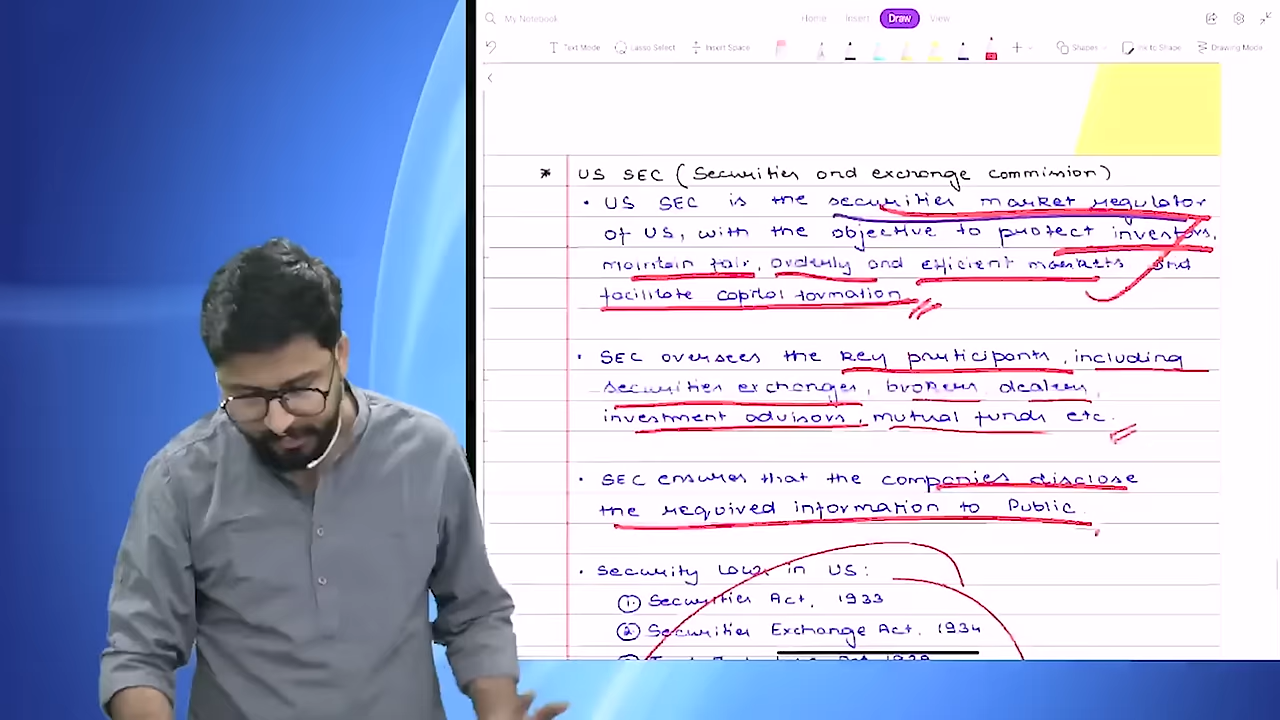 My Notebook
Home Insert Draw View
Text Mode Lasso Select Insert Space Shapes Ink to Shape Drawing Mode
* US SEC (Securities and exchange commission)
• US SEC is the securities market regulator
of US, with the objective to protect investors,
maintain fair, orderly and efficient markets and
facilitate capital formation
• SEC oversees the key participants, including
securities exchanges, brokers dealers,
investment advisors, mutual funds etc.
• SEC ensures that the companies disclose
the required information to Public.
• Security Laws in US:
① Securities Act, 1933
② Securities Exchange Act, 1934